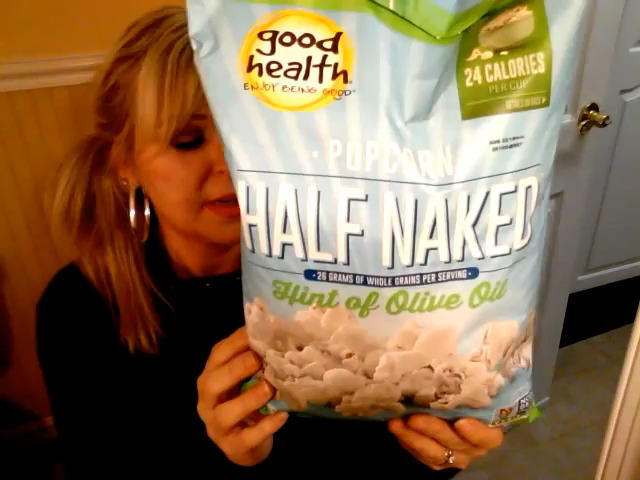 good
health®
ENJOY BEING GOOD™
24 CALORIES
PER CUP
POPCORN
HALF NAKED
• 26 GRAMS OF WHOLE GRAINS PER SERVING •
Hint of Olive Oil